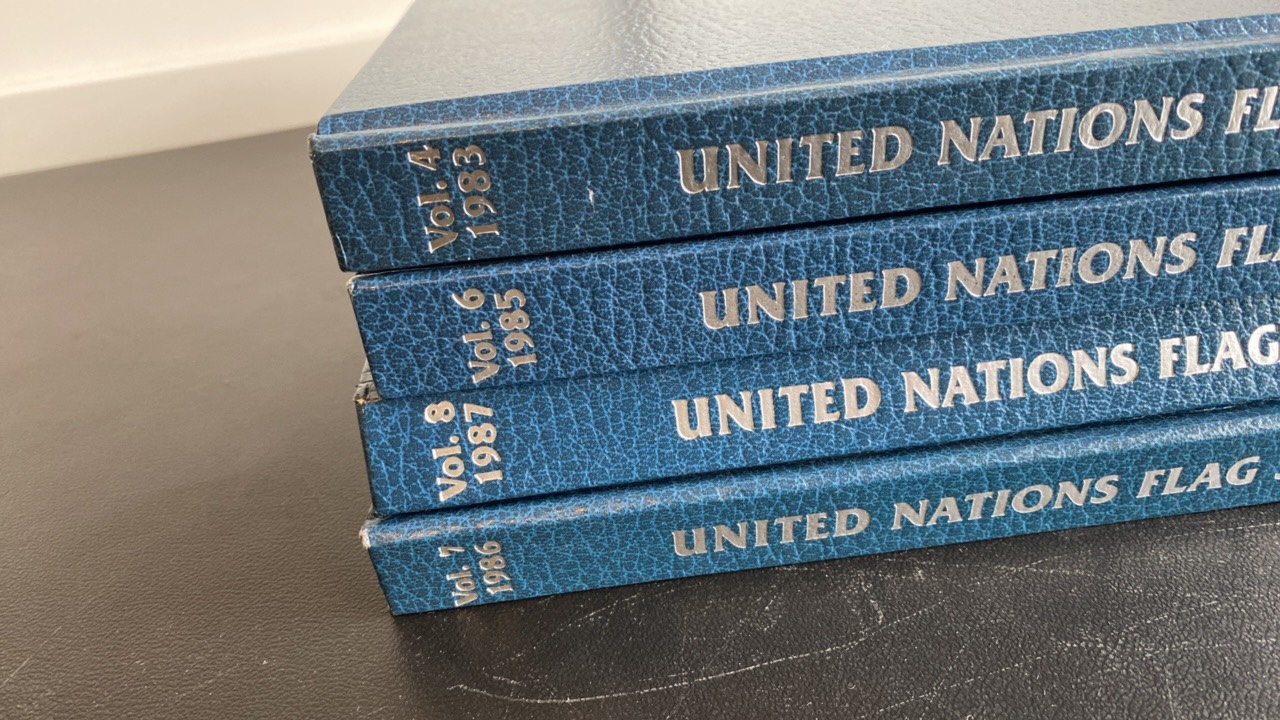 Vol. 4
1983
UNITED NATIONS FL
Vol. 6
1985
UNITED NATIONS FL
Vol. 8
1987
UNITED NATIONS FLAG
Vol. 7
1986
UNITED NATIONS FLAG